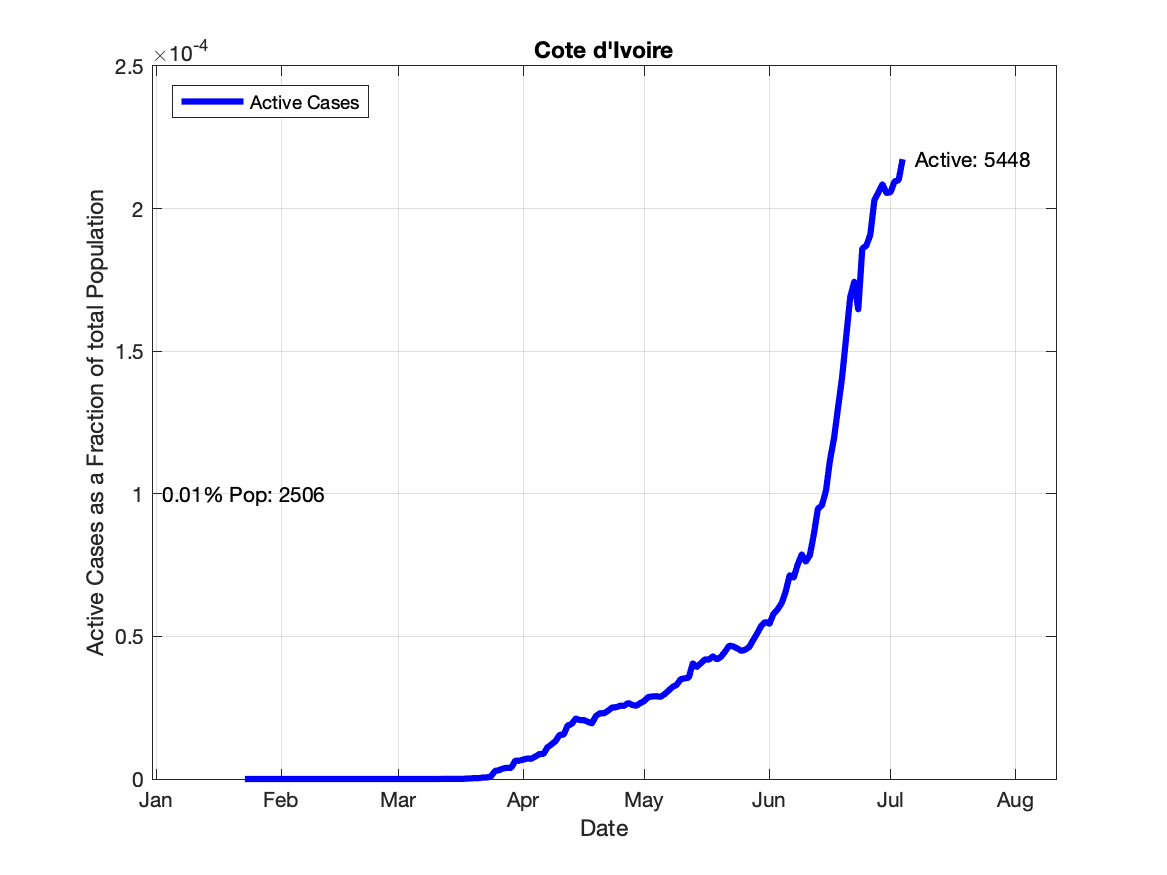 Cote d'Ivoire
×10-4
2.5
2
1.5
1
0.5
0
Active Cases
Active: 5448
0.01% Pop: 2506
Active Cases as a Fraction of total Population
Jan Feb Mar Apr May Jun Jul Aug
Date